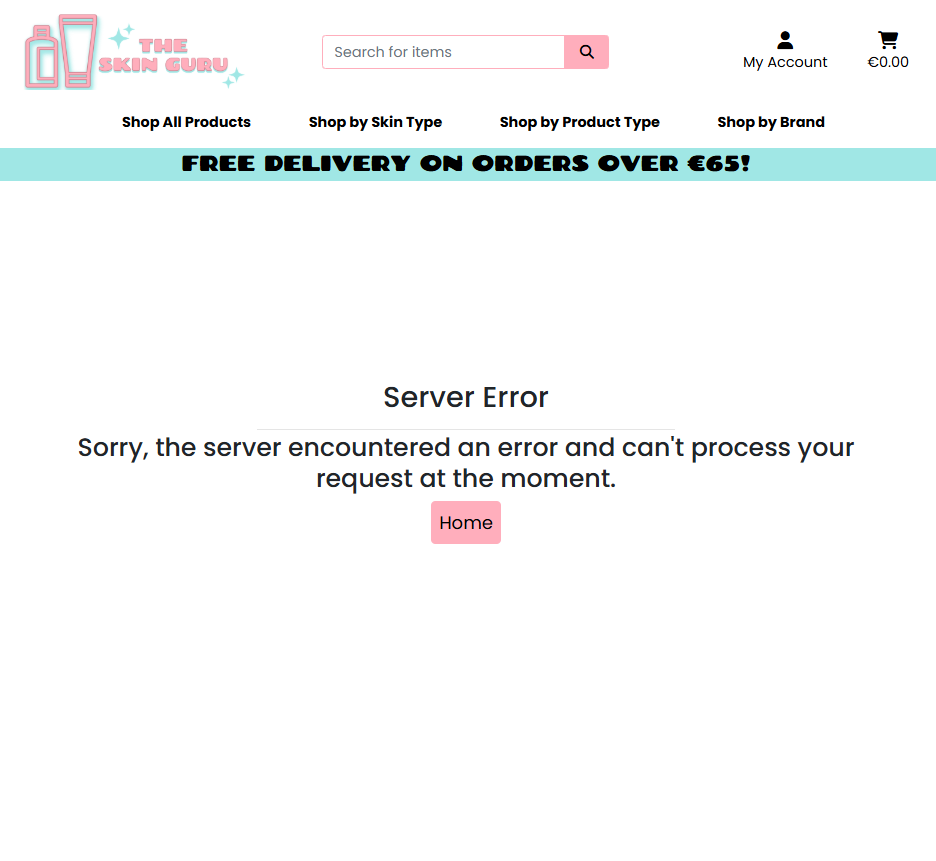 THE
SKIN GURU
Search for items
My Account
€0.00
Shop All Products
Shop by Skin Type
Shop by Product Type
Shop by Brand
FREE DELIVERY ON ORDERS OVER €65!
Server Error
Sorry, the server encountered an error and can't process your
request at the moment.
Home